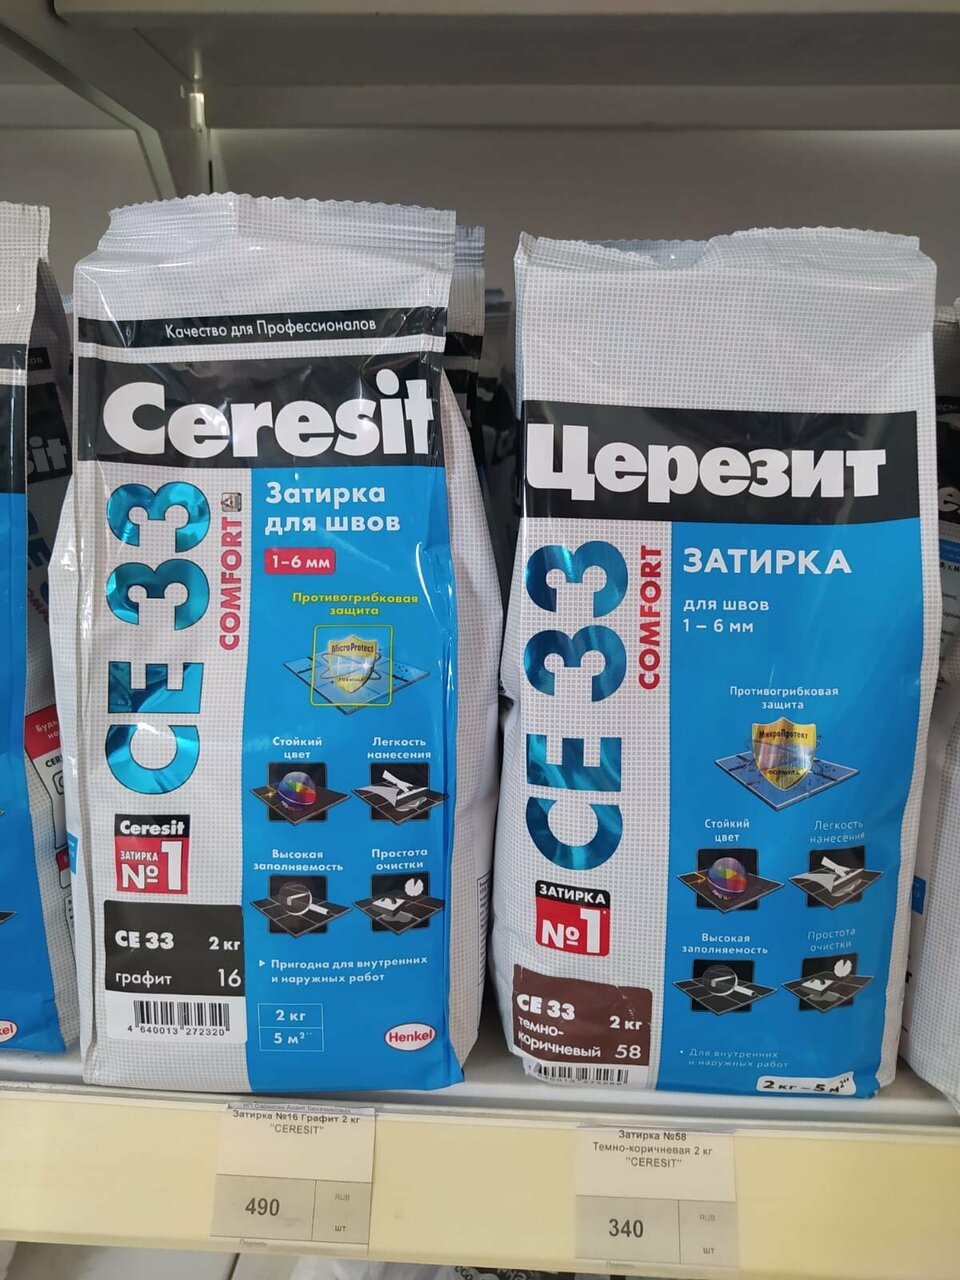 Качество для Профессионалов
Ceresit
CE 33
COMFORT
Затирка
для швов
1-6 мм
Противогрибковая
защита
MicroProtect
FORMULA
Стойкий
цвет
Легкость
нанесения
Высокая
заполняемость
Простота
очистки
Ceresit
ЗАТИРКА
№1
CE 33 2 кг
графит 16
4 640013 272320
Пригодна для внутренних
и наружных работ
2 кг
5 м²
Henkel
Церезит
CE 33
COMFORT
ЗАТИРКА
для швов
1 – 6 мм
Противогрибковая
защита
МикроПротект
ФОРМУЛА
Стойкий
цвет
Легкость
нанесения
Высокая
заполняемость
Простота
очистки
ЗАТИРКА
№1
CE 33 2 кг
темно-
коричневый 58
• Для внутренних
и наружных работ
2 кг ~ 5 м²**
Затирка №16 Графит 2 кг
"CERESIT"
490
RUB
шт
Затирка №58
Темно-коричневая 2 кг
"CERESIT"
340
RUB
шт